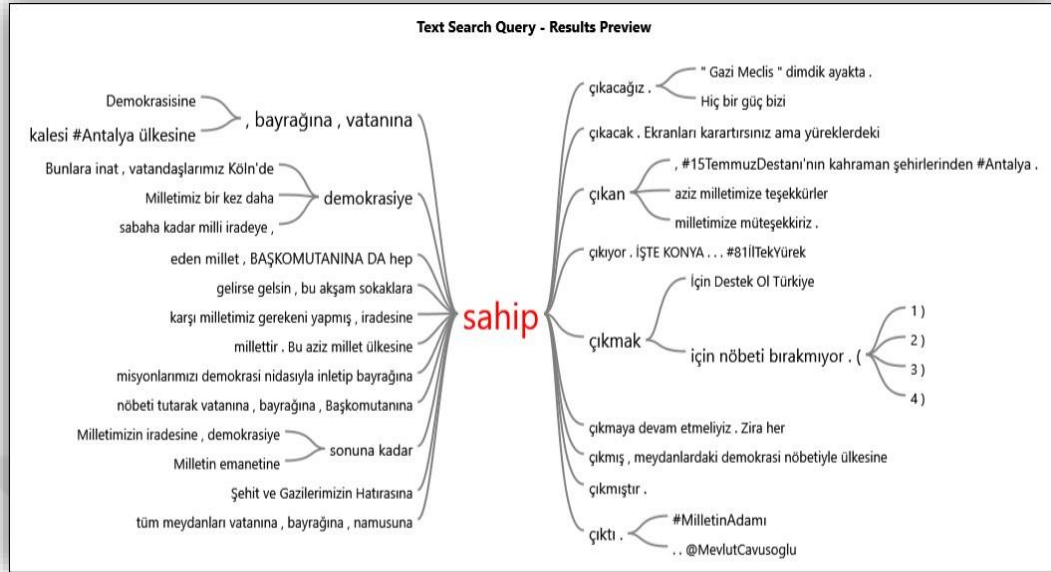 Text Search Query - Results Preview
Demokrasisine
kalesi #Antalya ülkesine
, bayrağına , vatanına
Bunlara inat , vatandaşlarımız Köln'de
Milletimiz bir kez daha
sabaha kadar milli iradeye ,
demokrasiye
eden millet , BAŞKOMUTANINA DA hep
gelirse gelsin , bu akşam sokaklara
karşı milletimiz gerekeni yapmış , iradesine
millettir . Bu aziz millet ülkesine
misyonlarımızı demokrasi nidasıyla inletip bayrağına
nöbeti tutarak vatanına , bayrağına , Başkomutanına
Milletimizin iradesine , demokrasiye
Milletin emanetine
sonuna kadar
Şehit ve Gazilerimizin Hatırasına
tüm meydanları vatanına , bayrağına , namusuna
sahip
çıkacağız .
" Gazi Meclis " dimdik ayakta .
Hiç bir güç bizi
çıkacak . Ekranları karartırsınız ama yüreklerdeki
çıkan
, #15TemmuzDestanı'nın kahraman şehirlerinden #Antalya .
aziz milletimize teşekkürler
milletimize müteşekkiriz .
çıkıyor . İŞTE KONYA . . . #81İlTekYürek
çıkmak
İçin Destek Ol Türkiye
için nöbeti bırakmıyor . (
1 )
2 )
3 )
4 )
çıkmaya devam etmeliyiz . Zira her
çıkmış , meydanlardaki demokrasi nöbetiyle ülkesine
çıkmıştır .
çıktı .
#MilletinAdamı
. . @MevlutCavusoglu